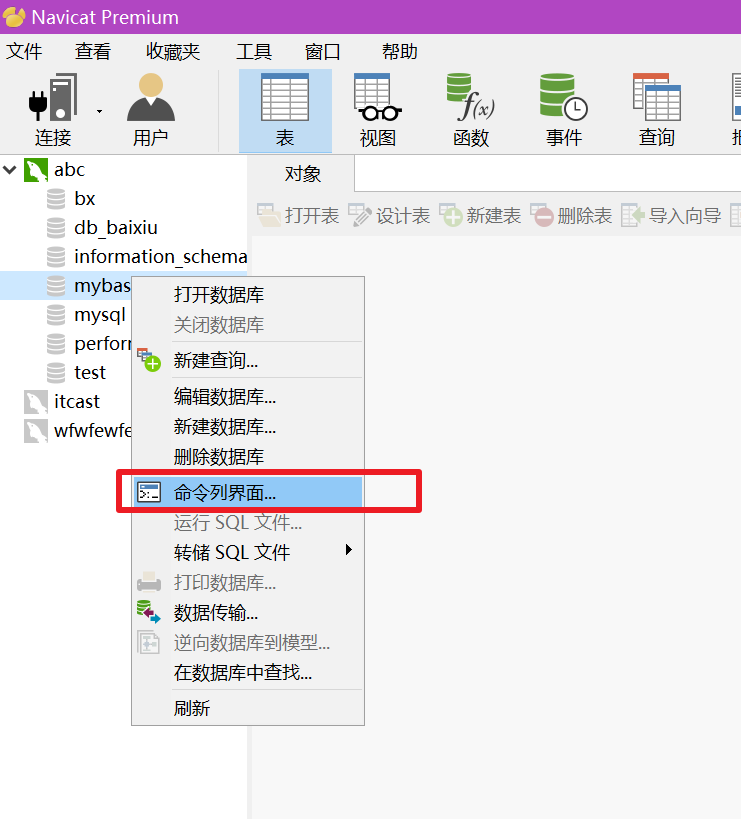 Navicat Premium
文件 查看 收藏夹 工具 窗口 帮助
连接 用户 表 视图 函数 事件 查询
abc
对象
bx
打开表 设计表 新建表 删除表 导入向导
db_baixiu
information_schema
mybas
打开数据库
mysql
关闭数据库
perforr
新建查询...
test
编辑数据库...
itcast
新建数据库...
wfwfewfe
删除数据库
命令列界面...
运行 SQL 文件...
转储 SQL 文件
打印数据库...
数据传输...
逆向数据库到模型...
在数据库中查找...
刷新